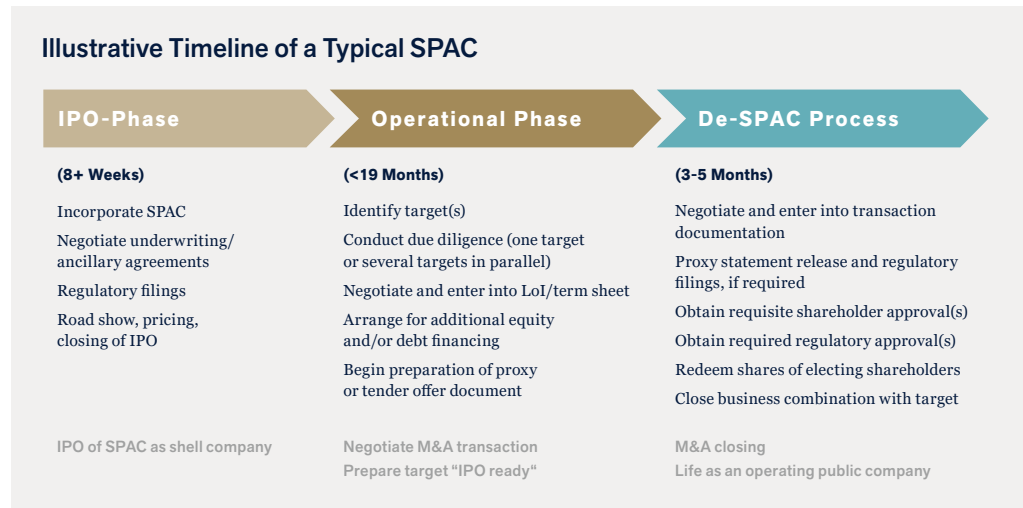 Illustrative Timeline of a Typical SPAC
IPO-Phase
Operational Phase
De-SPAC Process
(8+ Weeks)
Incorporate SPAC
Negotiate underwriting/
ancillary agreements
Regulatory filings
Road show, pricing,
closing of IPO
IPO of SPAC as shell company
(<19 Months)
Identify target(s)
Conduct due diligence (one target
or several targets in parallel)
Negotiate and enter into LoI/term sheet
Arrange for additional equity
and/or debt financing
Begin preparation of proxy
or tender offer document
Negotiate M&A transaction
Prepare target “IPO ready“
(3-5 Months)
Negotiate and enter into transaction
documentation
Proxy statement release and regulatory
filings, if required
Obtain requisite shareholder approval(s)
Obtain required regulatory approval(s)
Redeem shares of electing shareholders
Close business combination with target
M&A closing
Life as an operating public company